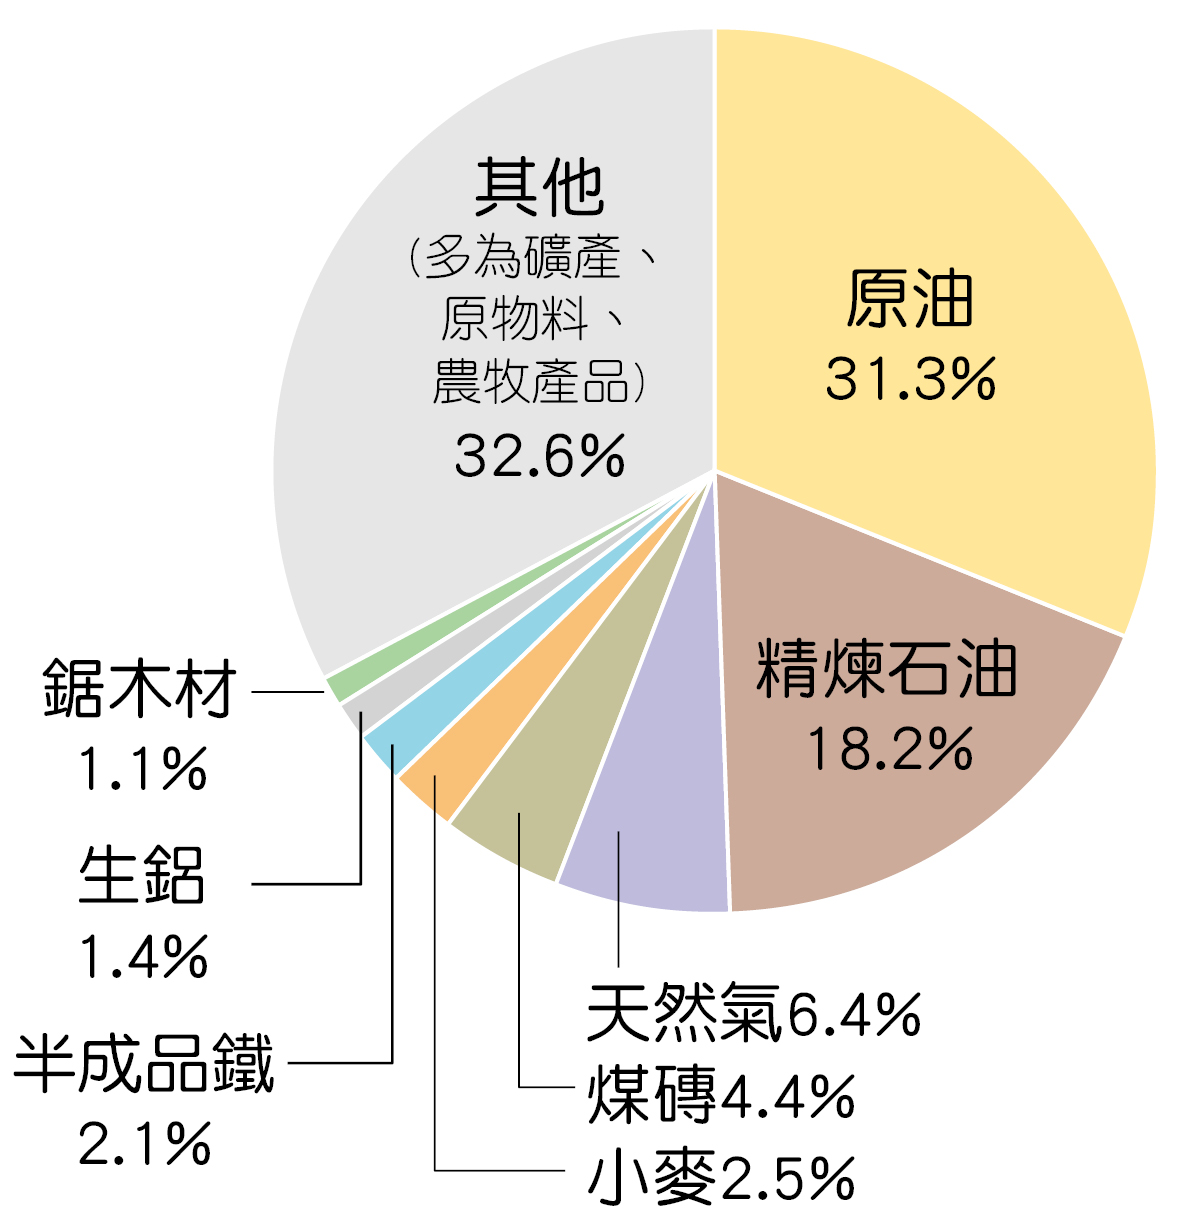 其他
(多為礦產、
原物料、
農牧產品)
32.6%
原油
31.3%
精煉石油
18.2%
鋸木材
1.1%
生鋁
1.4%
半成品鐵
2.1%
天然氣6.4%
煤磚4.4%
小麥2.5%